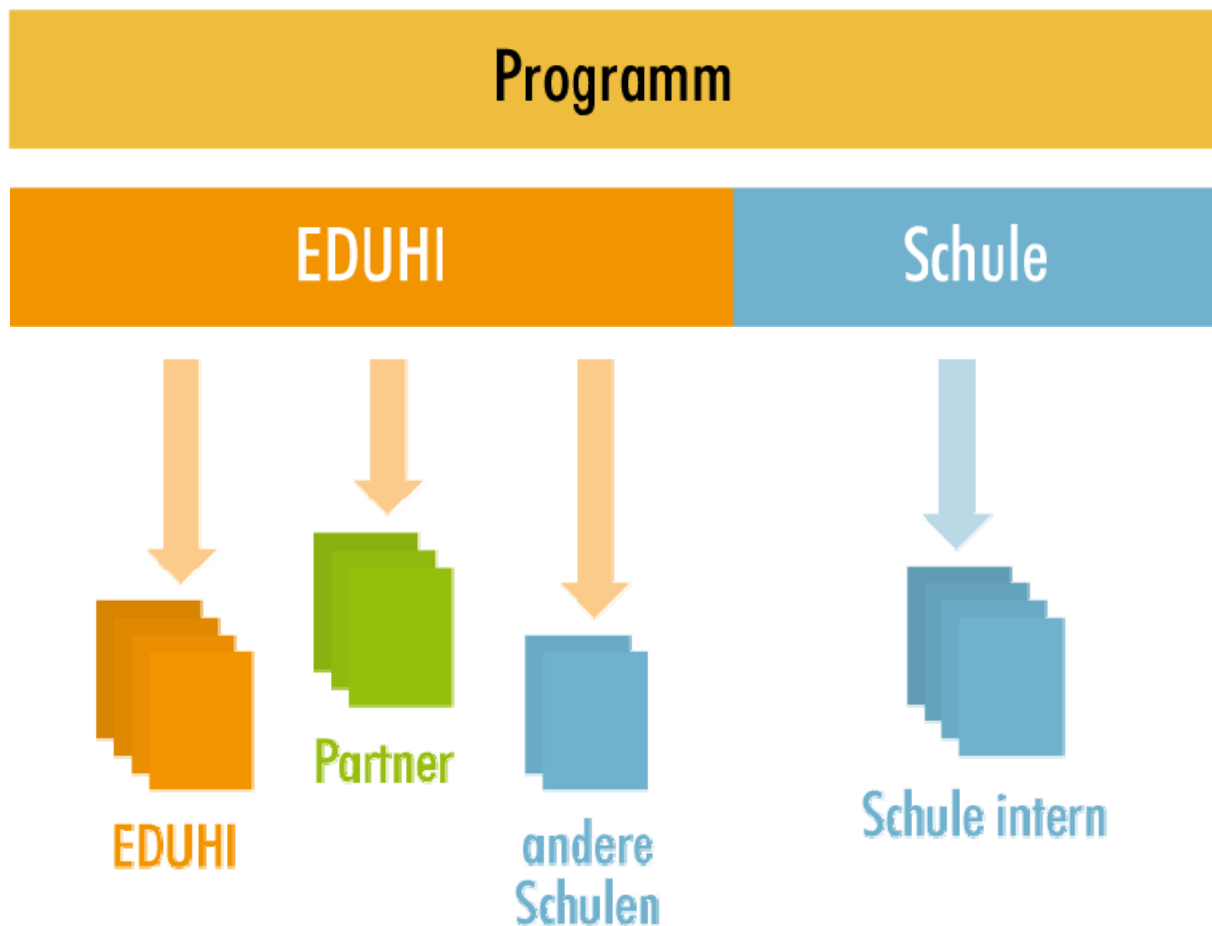 Programm
EDUHI
Schule
Partner
EDUHI
andere
Schulen
Schule intern